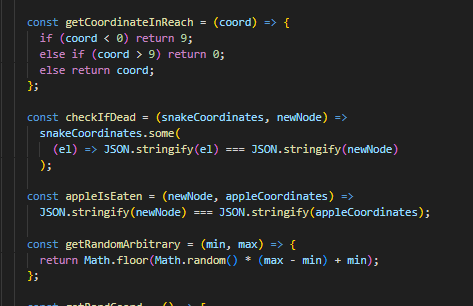 const getCoordinateInReach = (coord) => {
if (coord < 0) return 9;
else if (coord > 9) return 0;
else return coord;
};
const checkIfDead = (snakeCoordinates, newNode) =>
snakeCoordinates.some(
(el) => JSON.stringify(el) === JSON.stringify(newNode)
);
const appleIsEaten = (newNode, appleCoordinates) =>
JSON.stringify(newNode) === JSON.stringify(appleCoordinates);
const getRandomArbitrary = (min, max) => {
return Math.floor(Math.random() * (max - min) + min);
};